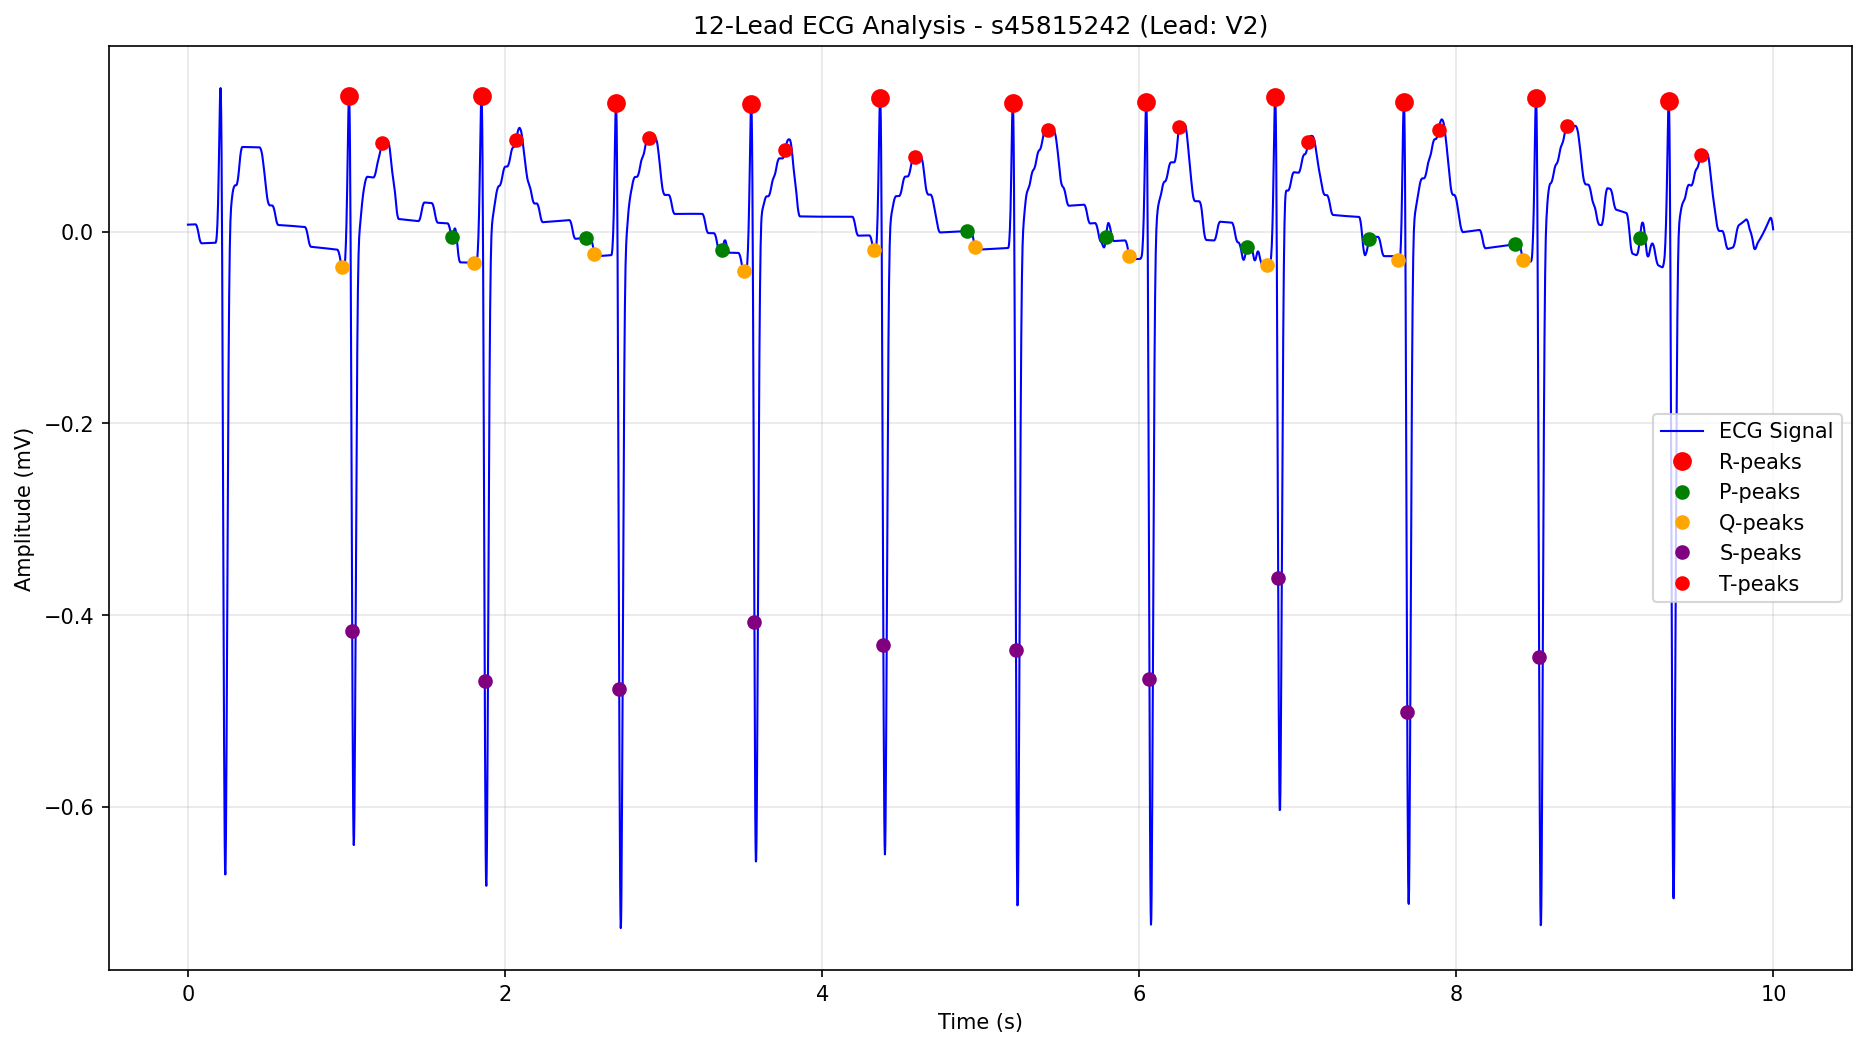 12-Lead ECG Analysis - s45815242 (Lead: V2)
Amplitude (mV)
0.0
−0.2
−0.4
−0.6
ECG Signal
R-peaks
P-peaks
Q-peaks
S-peaks
T-peaks
0 2 4 6 8 10
Time (s)